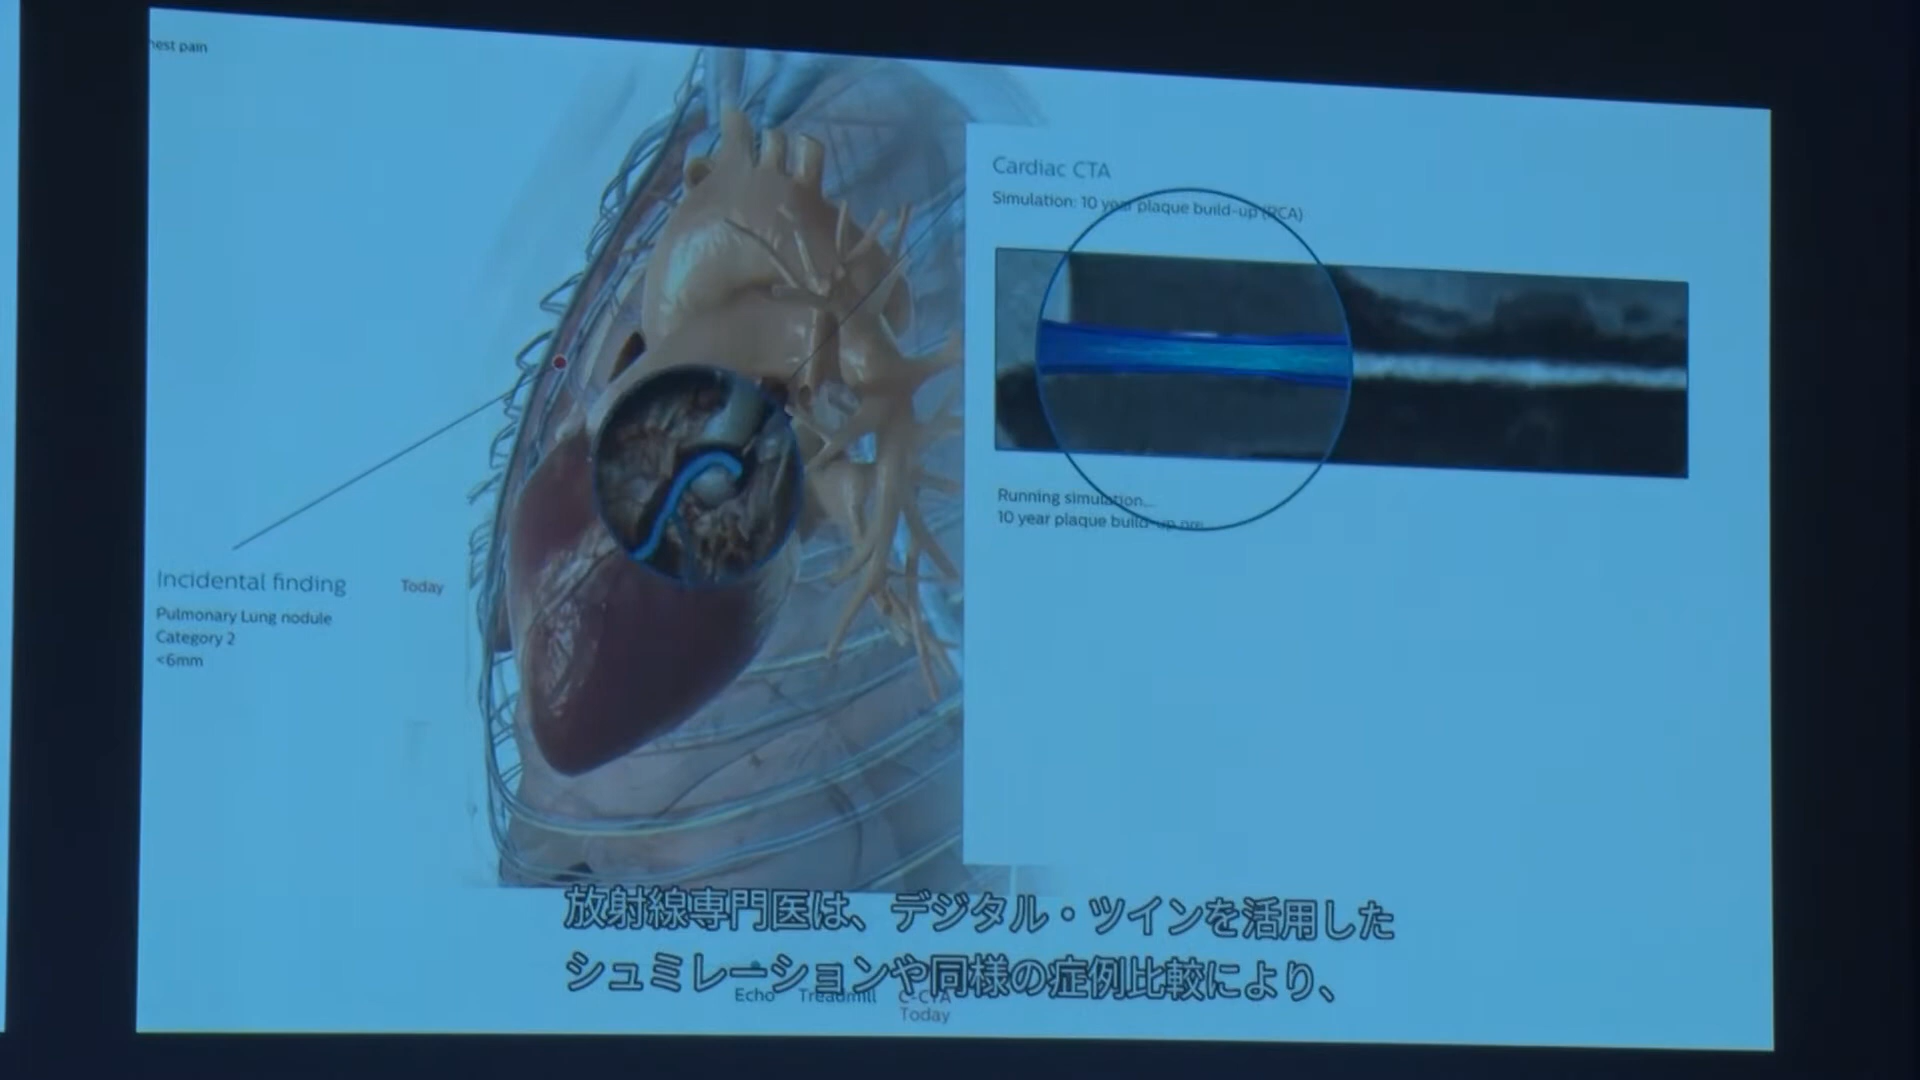 hest pain
Cardiac CTA
Simulation: 10 year plaque build-up (RCA)
Running simulation...
10 year plaque build-up pre
Incidental finding
Today
Pulmonary Lung nodule
Category 2
<6mm
放射線専門医は、デジタル・ツインを活用した
シュミレーションや同様の症例比較により、
Echo Treadmill C-CTA
Today